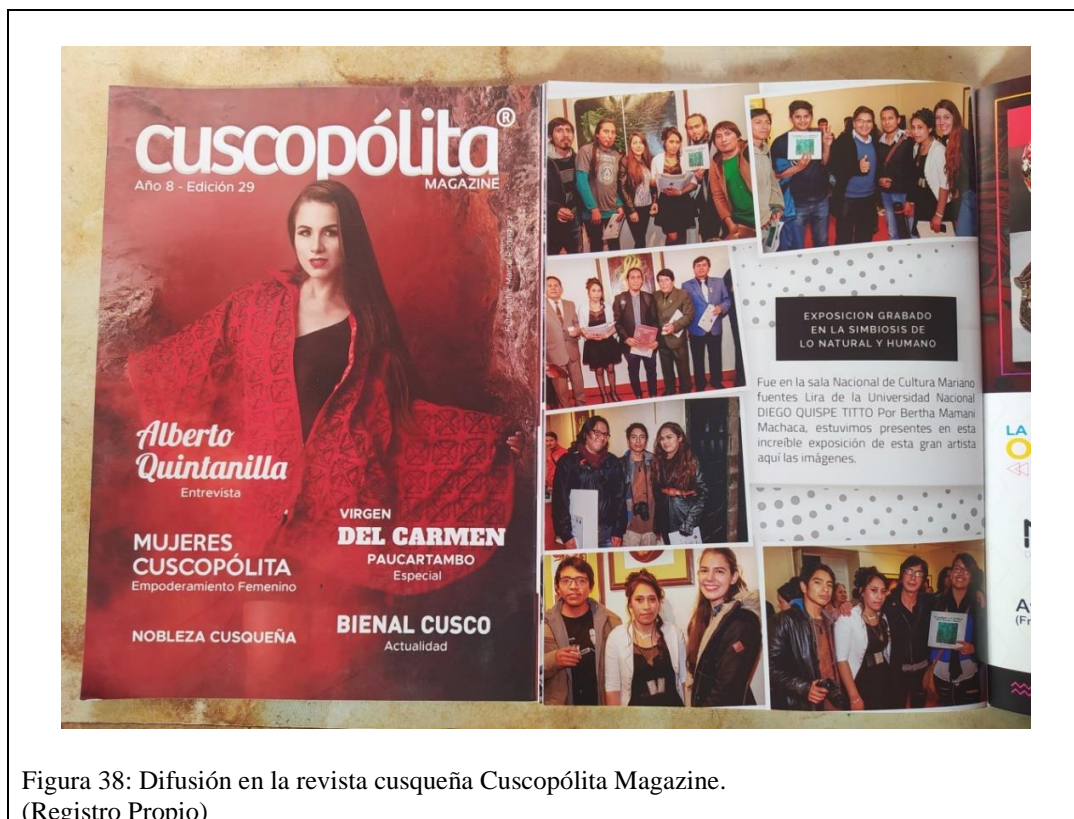 cuscopólita®
MAGAZINE
Año 8 - Edición 29
Alberto
Quintanilla
Entrevista
MUJERES
CUSCOPÓLITA
Empoderamiento Femenino
NOBLEZA CUSQUEÑA
VIRGEN
DEL CARMEN
PAUCARTAMBO
Especial
BIENAL CUSCO
Actualidad
EXPOSICION GRABADO
EN LA SIMBIOSIS DE
LO NATURAL Y HUMANO
Fue en la sala Nacional de Cultura Mariano
fuentes Lira de la Universidad Nacional
DIEGO QUISPE TITTO Por Bertha Mamani
Machaca, estuvimos presentes en esta
increíble exposición de esta gran artista
aquí las imágenes.
LA
Figura 38: Difusión en la revista cusqueña Cuscopólita Magazine.
(Registro Propio)